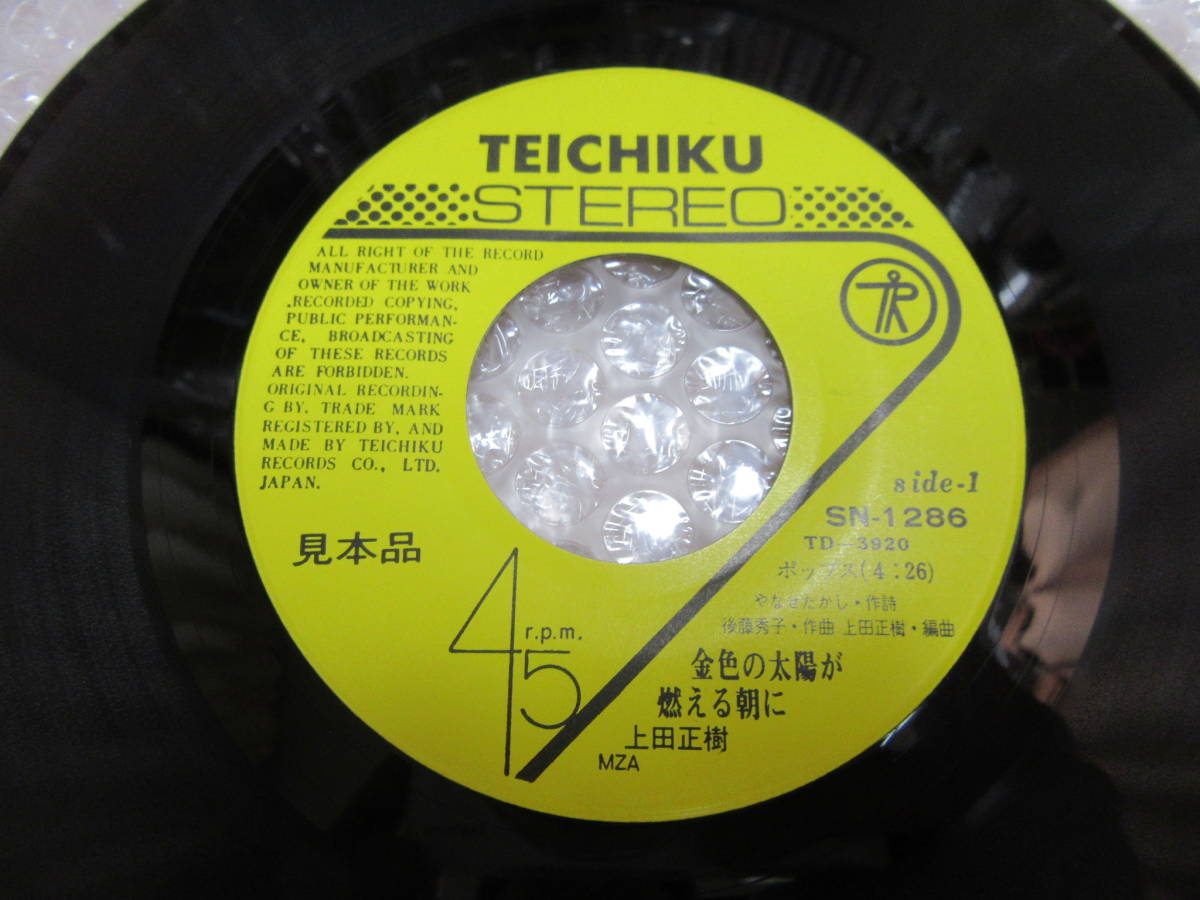 TEICHIKU
STEREO
ALL RIGHT OF THE RECORD
MANUFACTURER AND
OWNER OF THE WORK
.RECORDED COPYING,
PUBLIC PERFORMAN-
CE, BROADCASTING
OF THESE RECORDS
ARE FORBIDDEN.
ORIGINAL RECORDIN-
G BY, TRADE MARK
REGISTERED BY, AND
MADE BY TEICHIKU
RECORDS CO., LTD.
JAPAN.
TR
見本品
45 r.p.m.
side-1
SN-1286
TD-3920
ポップス(4:26)
やなせたかし・作詩
後藤秀子・作曲 上田正樹・編曲
金色の太陽が
燃える朝に
上田正樹
MZA